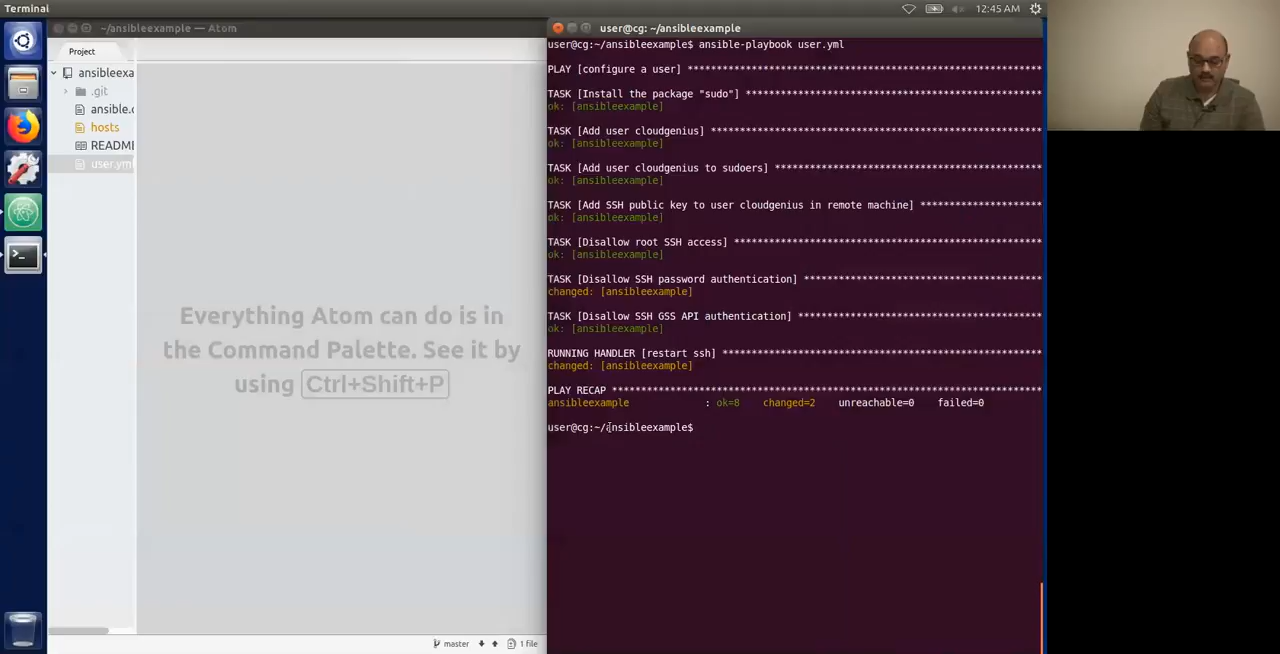 Terminal
12:45 AM
~/ansibleexample — Atom
Project
ansibleexa
.git
ansible.c
hosts
README
user.yml
Everything Atom can do is in
the Command Palette. See it by
using Ctrl+Shift+P
master
1 file
user@cg: ~/ansibleexample
user@cg:~/ansibleexample$ ansible-playbook user.yml
PLAY [configure a user] ******************************************************
TASK [Install the package "sudo"] **************************************************
ok: [ansibleexample]
TASK [Add user cloudgenius] *********************************************************
ok: [ansibleexample]
TASK [Add user cloudgenius to sudoers] **********************************************
ok: [ansibleexample]
TASK [Add SSH public key to user cloudgenius in remote machine] *********************
ok: [ansibleexample]
TASK [Disallow root SSH access] *****************************************************
ok: [ansibleexample]
TASK [Disallow SSH password authentication] *****************************************
changed: [ansibleexample]
TASK [Disallow SSH GSS API authentication] ******************************************
ok: [ansibleexample]
RUNNING HANDLER [restart ssh] *******************************************************
changed: [ansibleexample]
PLAY RECAP **************************************************************************
ansibleexample : ok=8 changed=2 unreachable=0 failed=0
user@cg:~/ansibleexample$